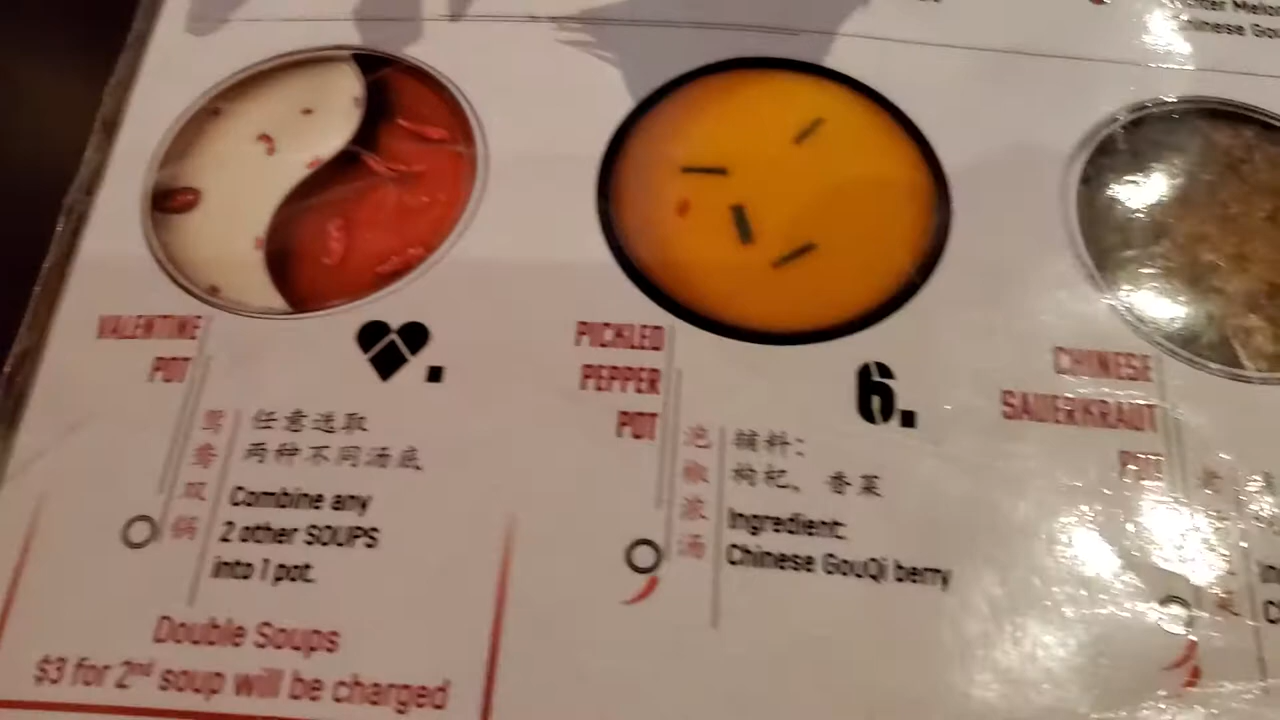 VALENTINE
POT
鸳鸯双锅
任意选取
两种不同汤底
Combine any
2 other SOUPS
into 1 pot.
Double Soups
$3 for 2nd soup will be charged
PICKLED
PEPPER
POT
6.
泡椒浓汤
辅料:
枸杞、香菜
Ingredient:
Chinese GouQi berry
CHINESE
SAUERKRAUT
POT